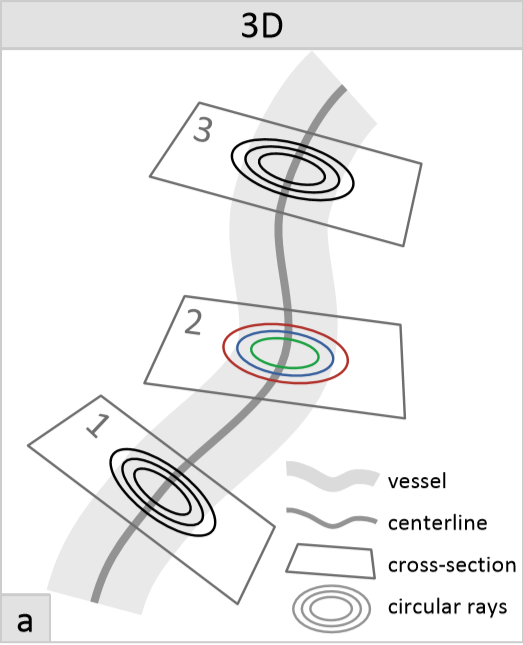 3D
3
2
1
vessel
centerline
cross-section
circular rays
a